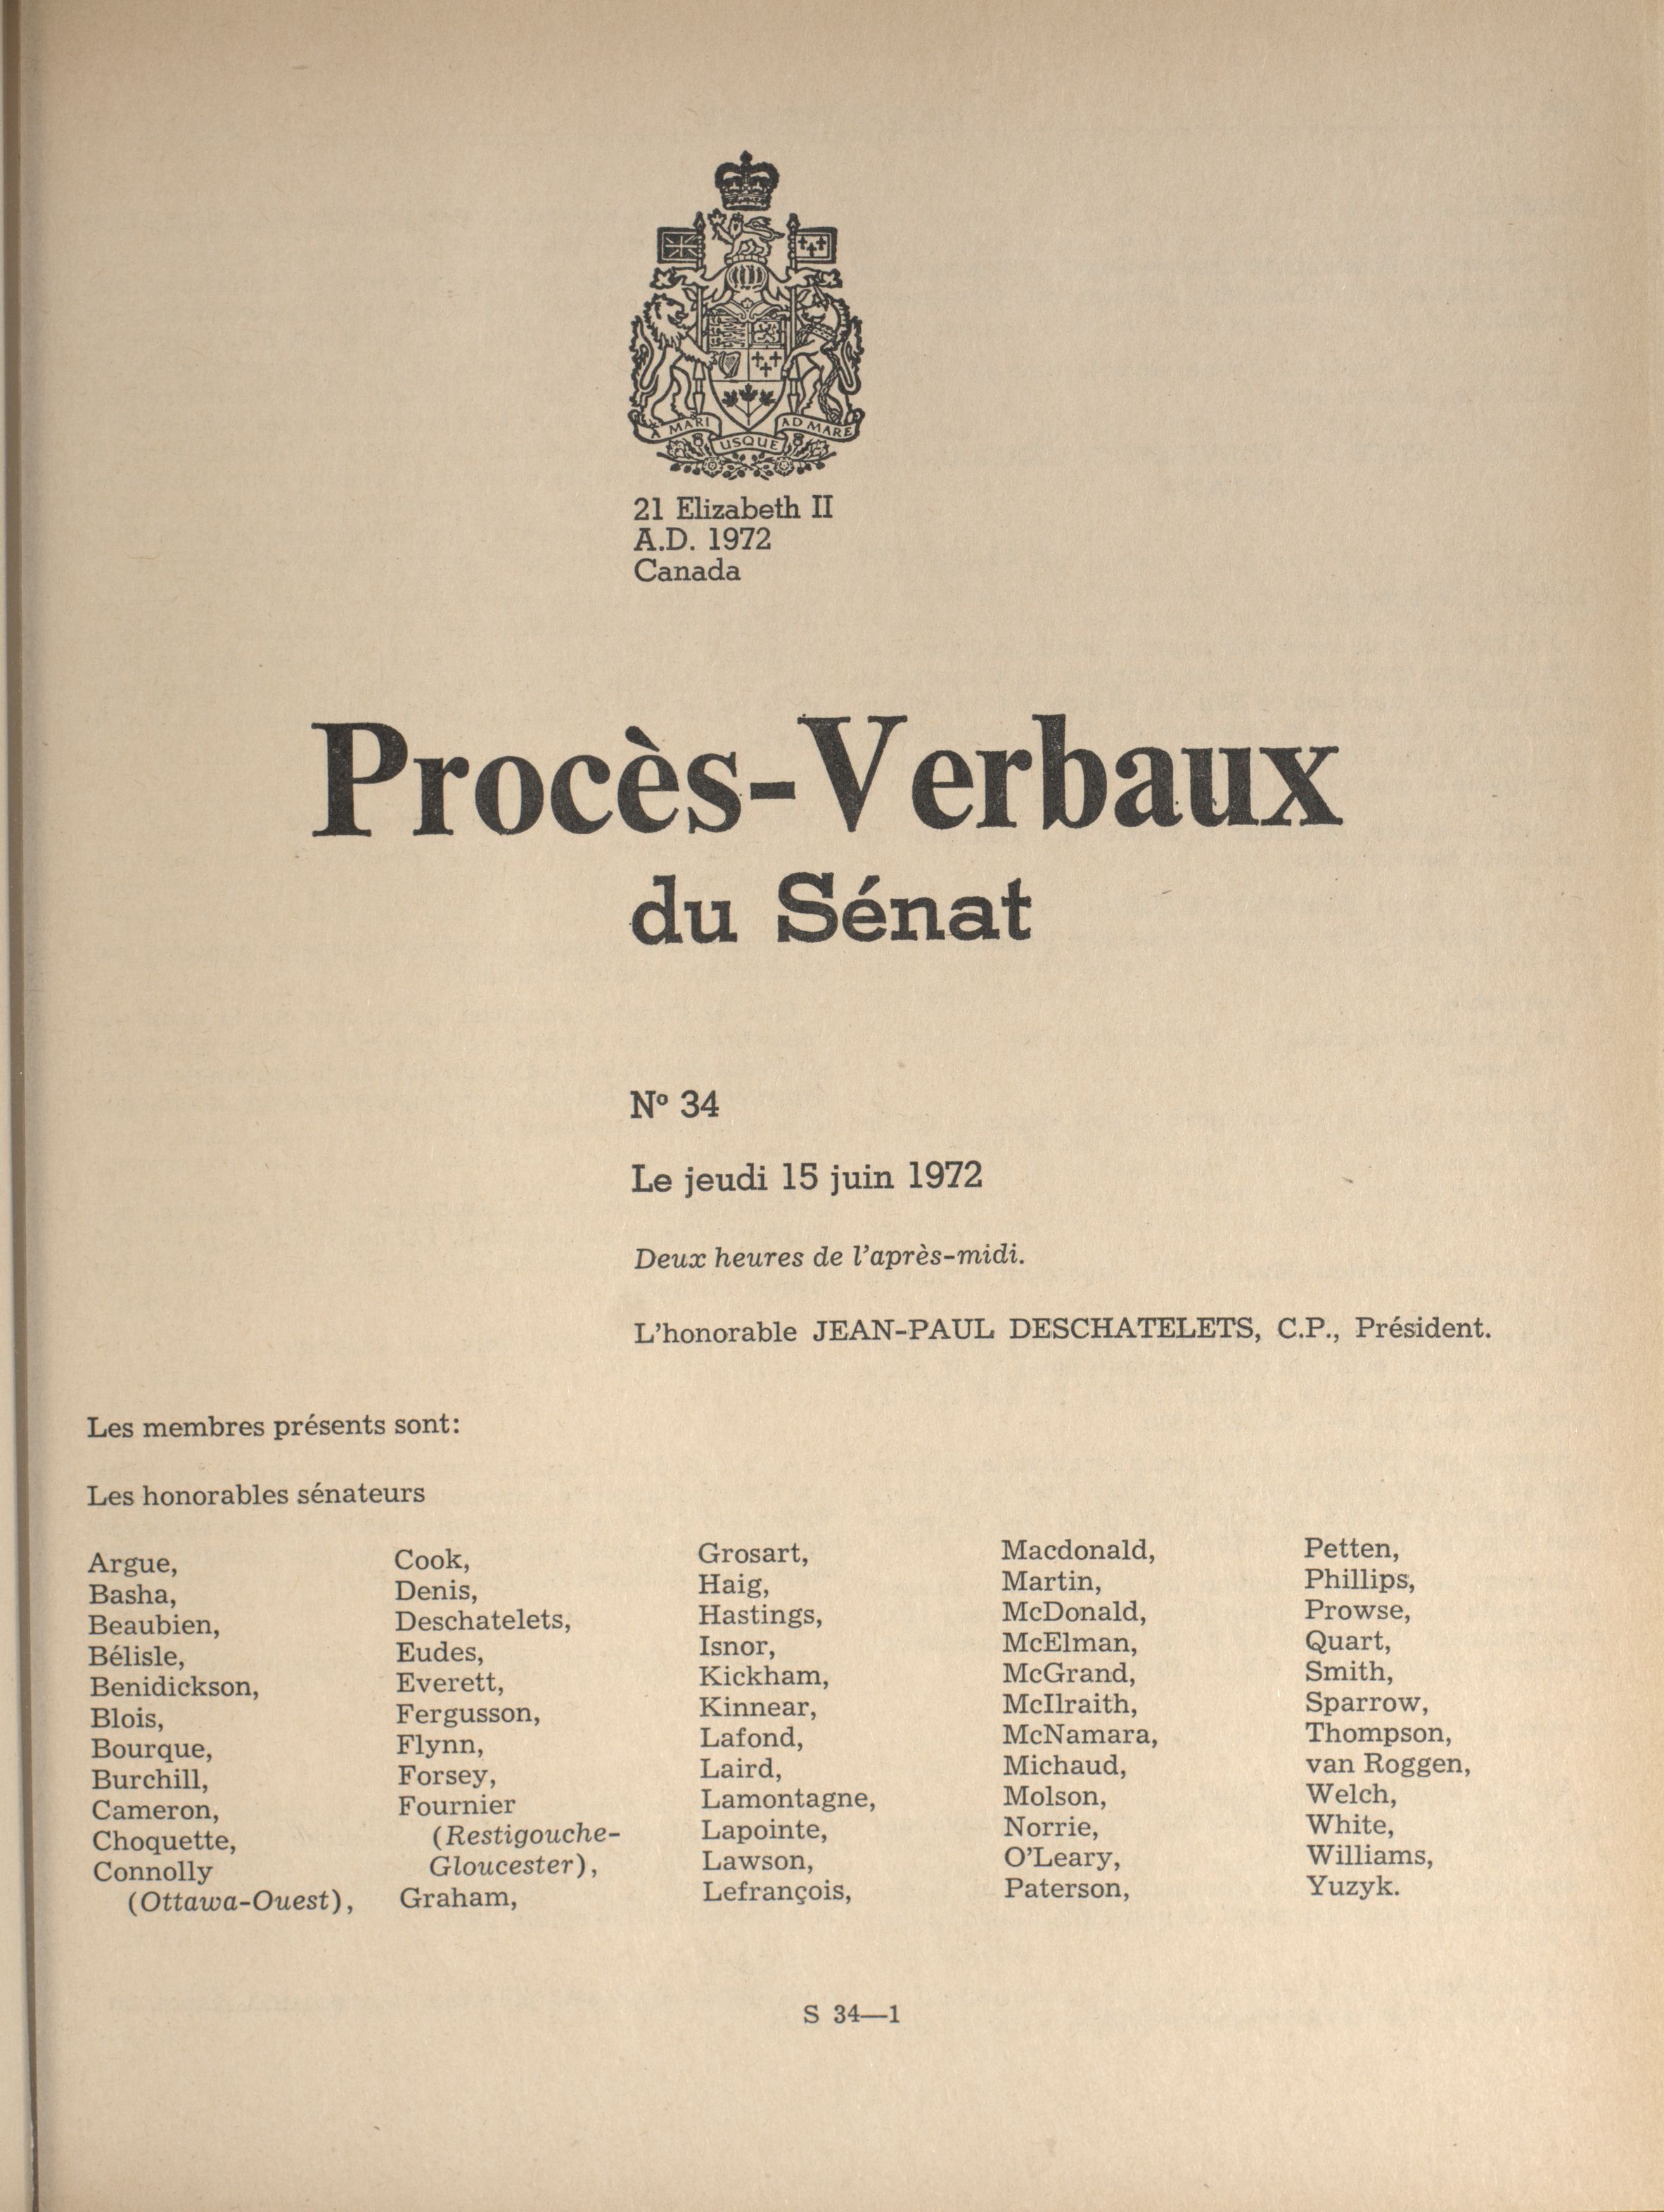 A MARI USQUE AD MARE
21 Elizabeth II
A.D. 1972
Canada
Procès-Verbaux
du Sénat
Nº 34
Le jeudi 15 juin 1972
Deux heures de l'après-midi.
L'honorable JEAN-PAUL DESCHATELETS, C.P., Président.
Les membres présents sont:
Les honorables sénateurs
Argue,
Basha,
Beaubien,
Bélisle,
Benidickson,
Blois,
Bourque,
Burchill,
Cameron,
Choquette,
Connolly
(Ottawa-Ouest),
Cook,
Denis,
Deschatelets,
Eudes,
Everett,
Fergusson,
Flynn,
Forsey,
Fournier
(Restigouche-
Gloucester),
Graham,
Grosart,
Haig,
Hastings,
Isnor,
Kickham,
Kinnear,
Lafond,
Laird,
Lamontagne,
Lapointe,
Lawson,
Lefrançois,
Macdonald,
Martin,
McDonald,
McElman,
McGrand,
McIlraith,
McNamara,
Michaud,
Molson,
Norrie,
O'Leary,
Paterson,
Petten,
Phillips,
Prowse,
Quart,
Smith,
Sparrow,
Thompson,
van Roggen,
Welch,
White,
Williams,
Yuzyk.
S 34—1